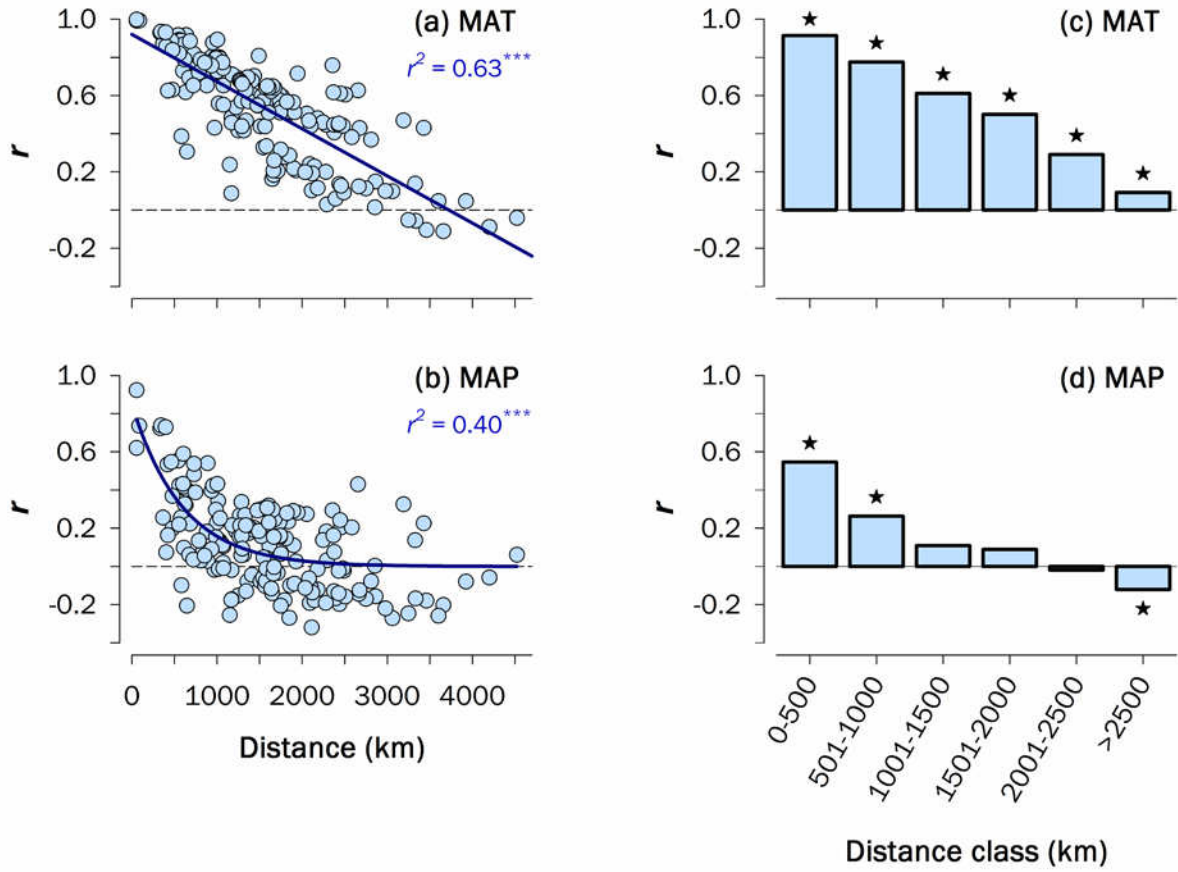 (a) MAT
r² = 0.63***
1.0
0.6
0.2
-0.2
r
(c) MAT
★
★
★
★
★
★
1.0
0.6
0.2
-0.2
r
(b) MAP
r² = 0.40***
1.0
0.6
0.2
-0.2
r
0 1000 2000 3000 4000
Distance (km)
(d) MAP
★
★
★
1.0
0.6
0.2
-0.2
r
0-500
501-1000
1001-1500
1501-2000
2001-2500
>2500
Distance class (km)